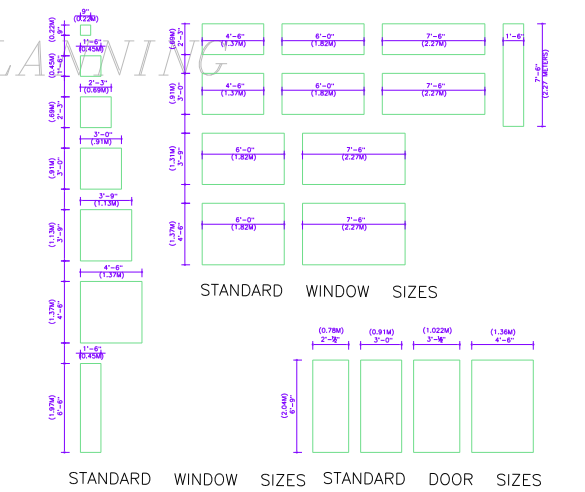 LANNING
9"
(0.22M)
(0.22M)
9"
1'-6"
(0.45M)
(0.45M)
1'-6"
2'-3"
(0.69M)
(.69M)
2'-3"
3'-0"
(.91M)
(.91M)
3'-0"
3'-9"
(1.13M)
(1.13M)
3'-9"
4'-6"
(1.37M)
(1.37M)
4'-6"
1'-6"
(0.45M)
(1.97M)
6'-6"
STANDARD WINDOW SIZES
(.69M)
2'-3"
4'-6"
(1.37M)
6'-0"
(1.82M)
7'-6"
(2.27M)
1'-6"
7'-6"
(2.27 METERS)
(.91M)
3'-0"
4'-6"
(1.37M)
6'-0"
(1.82M)
7'-6"
(2.27M)
(1.31M)
3'-9"
6'-0"
(1.82M)
7'-6"
(2.27M)
(1.37M)
4'-6"
6'-0"
(1.82M)
7'-6"
(2.27M)
STANDARD WINDOW SIZES
(0.78M)
(0.91M)
3'-0"
(1.022M)
(1.36M)
4'-6"
(2.04M)
6'-9"
STANDARD DOOR SIZES